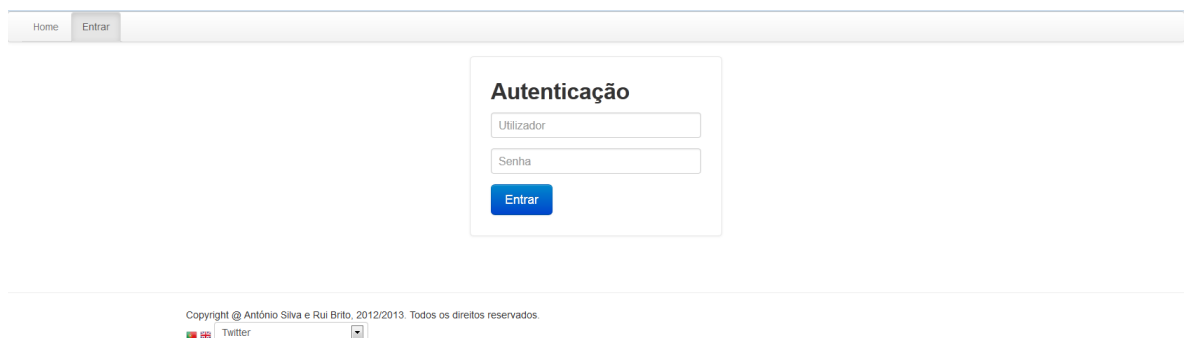 Home Entrar
Autenticação
Utilizador
Senha
Entrar
Copyright @ António Silva e Rui Brito, 2012/2013. Todos os direitos reservados.
Twitter